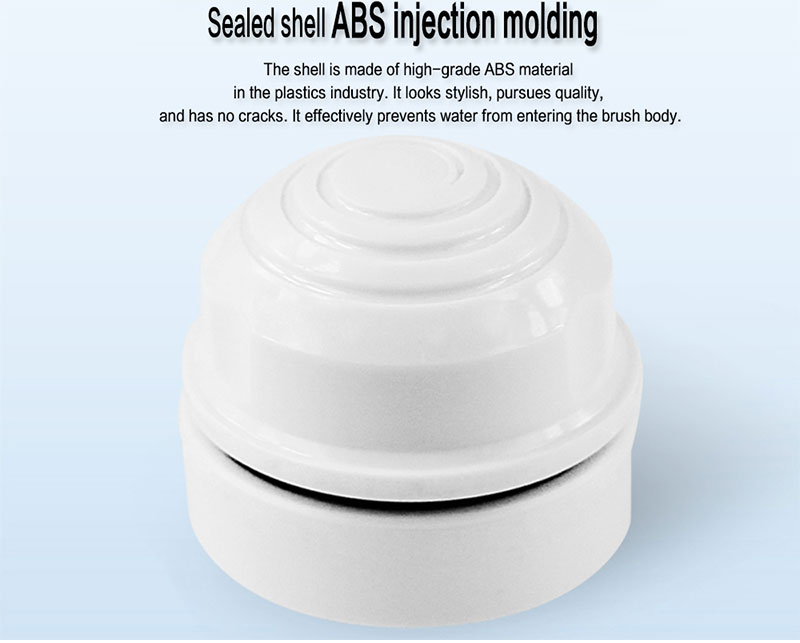 Sealed shell ABS injection molding
The shell is made of high-grade ABS material
in the plastics industry. It looks stylish, pursues quality,
and has no cracks. It effectively prevents water from entering the brush body.